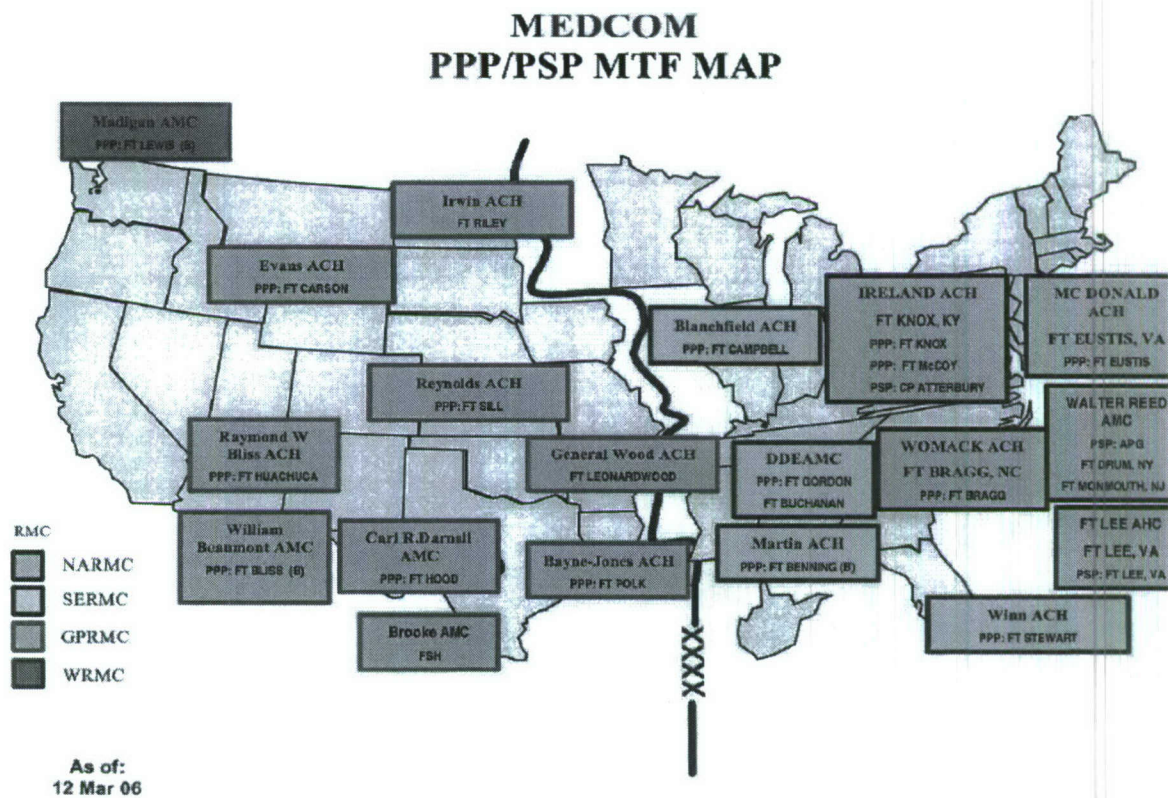 MEDCOM
PPP/PSP MTF MAP
Madigan AMC
PPP: FT LEWIS (B)
Irwin ACH
FT RILEY
Evans ACH
PPP: FT CARSON
IRELAND ACH
FT KNOX, KY
PPP: FT KNOX
PPP: FT McCOY
PSP: CP ATTERBURY
MC DONALD
ACH
FT EUSTIS, VA
PPP: FT EUSTIS
Blanchfield ACH
PPP: FT CAMPBELL
Reynolds ACH
PPP: FT SILL
WALTER REED
AMC
PSP: APG
FT DRUM, NY
FT MONMOUTH, NJ
Raymond W
Bliss ACH
PPP: FT HUACHUCA
General Wood ACH
FT LEONARDWOOD
DDEAMC
PPP: FT GORDON
FT BUCHANAN
WOMACK ACH
FT BRAGG, NC
PPP: FT BRAGG
William
Beaumont AMC
PPP: FT BLISS (B)
Carl R.Darnall
AMC
PPP: FT HOOD
Bayne-Jones ACH
PPP: FT POLK
Martin ACH
PPP: FT BENNING (B)
FT LEE AHC
FT LEE, VA
PSP: FT LEE, VA
Brooke AMC
FSH
Winn ACH
PPP: FT STEWART
XXXX
RMC
NARMC
SERMC
GPRMC
WRMC
As of:
12 Mar 06